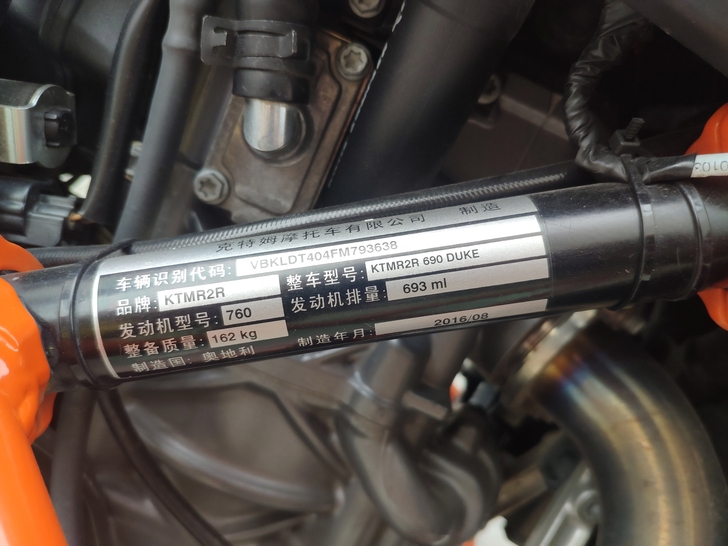 克特姆摩托车有限公司 制造
车辆识别代码: VBKLDT404FM793638
品牌: KTMR2R 整车型号: KTMR2R 690 DUKE
发动机型号: 760 发动机排量: 693 ml
整备质量: 162 kg 制造年月: 2016/08
制造国: 奥地利